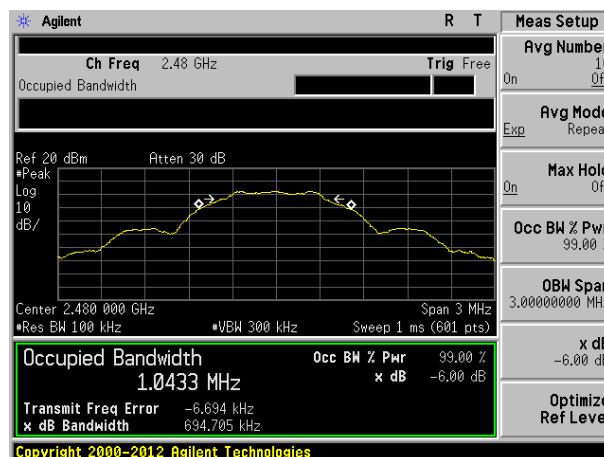 Agilent R T Meas Setup
Avg Number
10
On Off
Ch Freq 2.48 GHz Trig Free
Occupied Bandwidth
Avg Mode
Exp Repeat
Max Hold
On Off
Ref 20 dBm Atten 30 dB
#Peak
Log
10
dB/
Occ BW % Pwr
99.00 %
OBW Span
3.00000000 MHz
Center 2.480 000 GHz Span 3 MHz
#Res BW 100 kHz #VBW 300 kHz Sweep 1 ms (601 pts)
x dB
-6.00 dB
Optimize
Ref Level
Occupied Bandwidth Occ BW % Pwr 99.00 %
1.0433 MHz x dB -6.00 dB
Transmit Freq Error -6.694 kHz
x dB Bandwidth 694.705 kHz
Copyright 2000-2012 Agilent Technologies